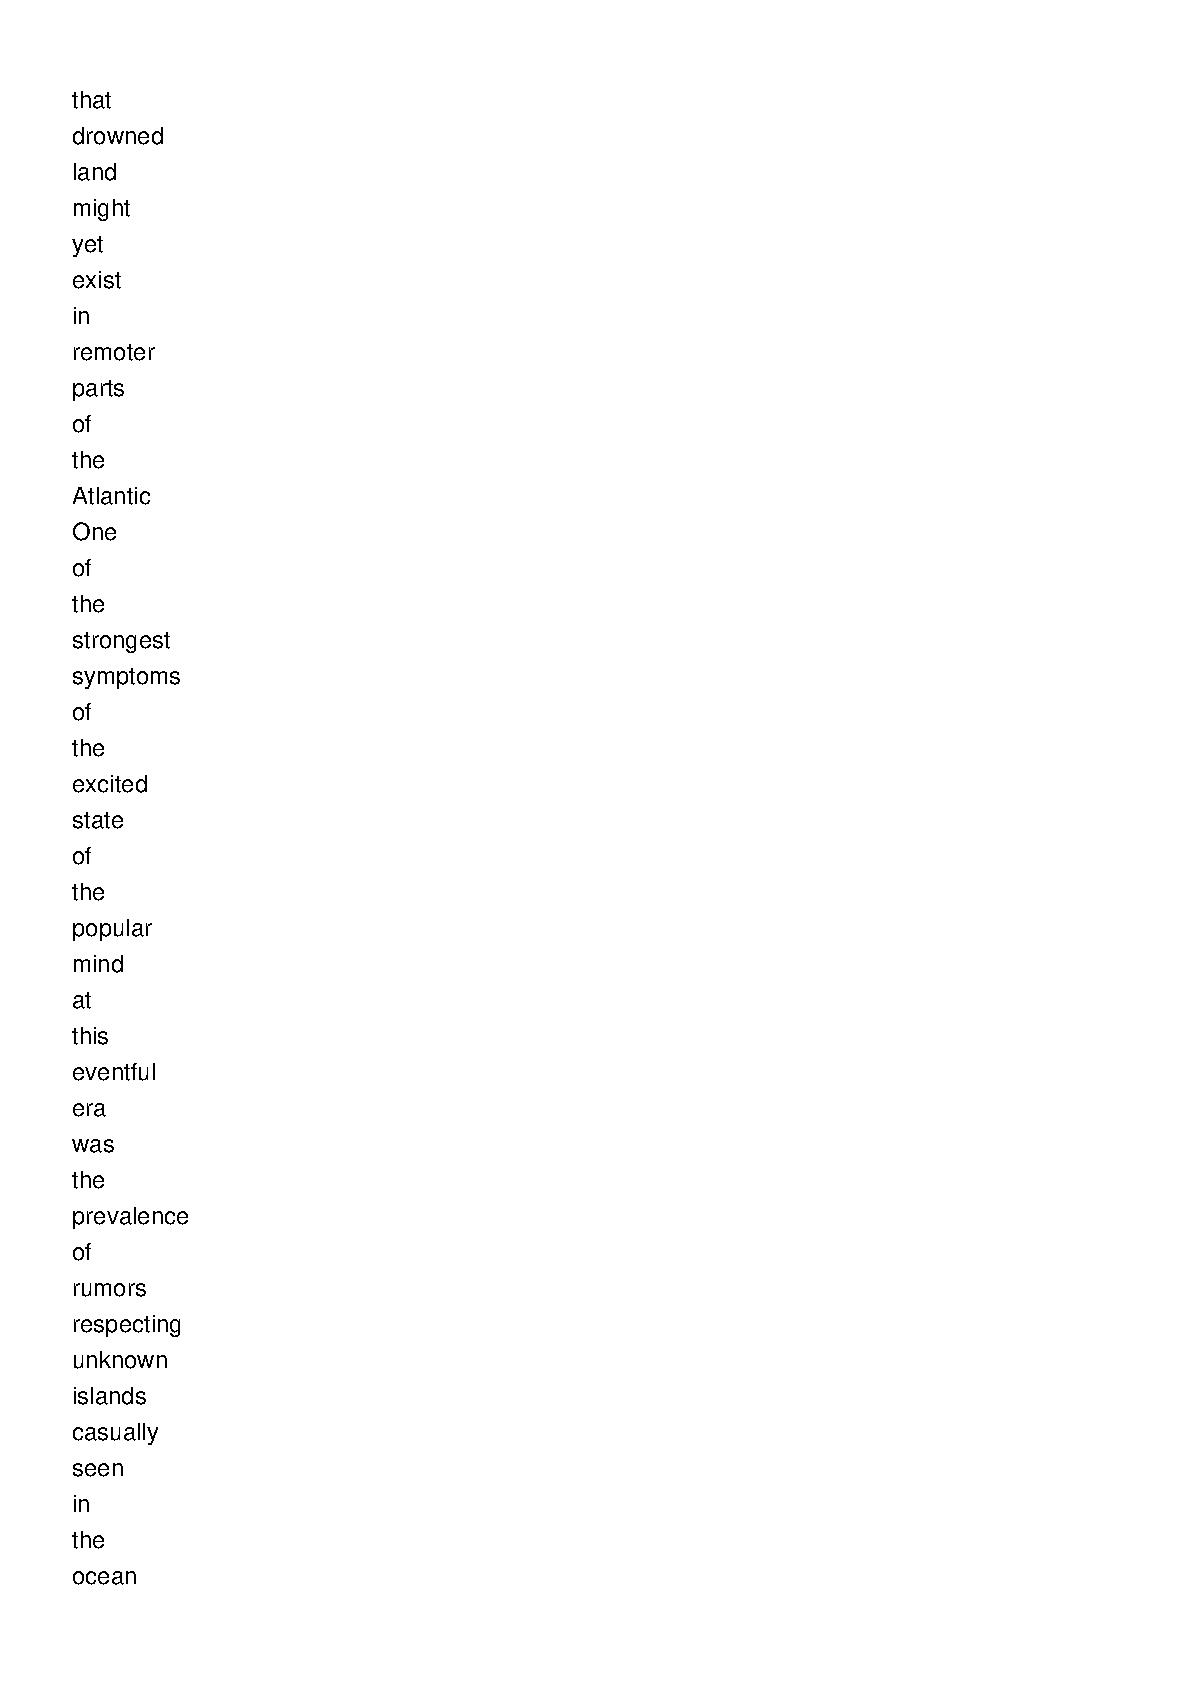 that
drowned
land
might
yet
exist
in
remoter
parts
of
the
Atlantic
One
of
the
strongest
symptoms
of
the
excited
state
of
the
popular
mind
at
this
eventful
era
was
the
prevalence
of
rumors
respecting
unknown
islands
casually
seen
in
the
ocean